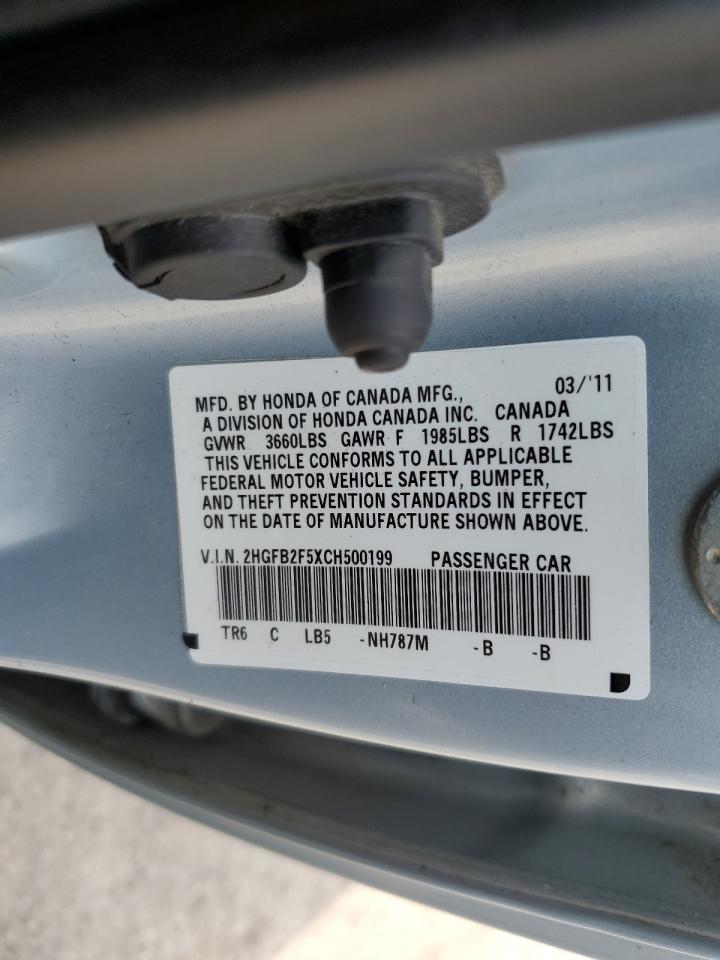 MFD. BY HONDA OF CANADA MFG., 03/'11
A DIVISION OF HONDA CANADA INC. CANADA
GVWR 3660LBS GAWR F 1985LBS R 1742LBS
THIS VEHICLE CONFORMS TO ALL APPLICABLE
FEDERAL MOTOR VEHICLE SAFETY, BUMPER,
AND THEFT PREVENTION STANDARDS IN EFFECT
ON THE DATE OF MANUFACTURE SHOWN ABOVE.
V.I.N. 2HGFB2F5XCH500199 PASSENGER CAR
TR6 C LB5 -NH787M -B -B